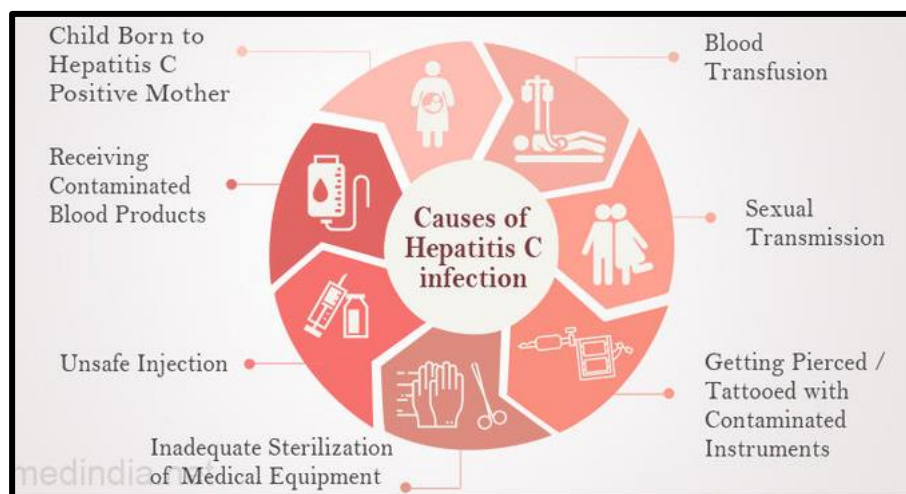 Child Born to
Hepatitis C
Positive Mother
Blood
Transfusion
Receiving
Contaminated
Blood Products
Causes of
Hepatitis C
infection
Sexual
Transmission
Unsafe Injection
Getting Pierced /
Tattooed with
Contaminated
Instruments
Inadequate Sterilization
of Medical Equipment